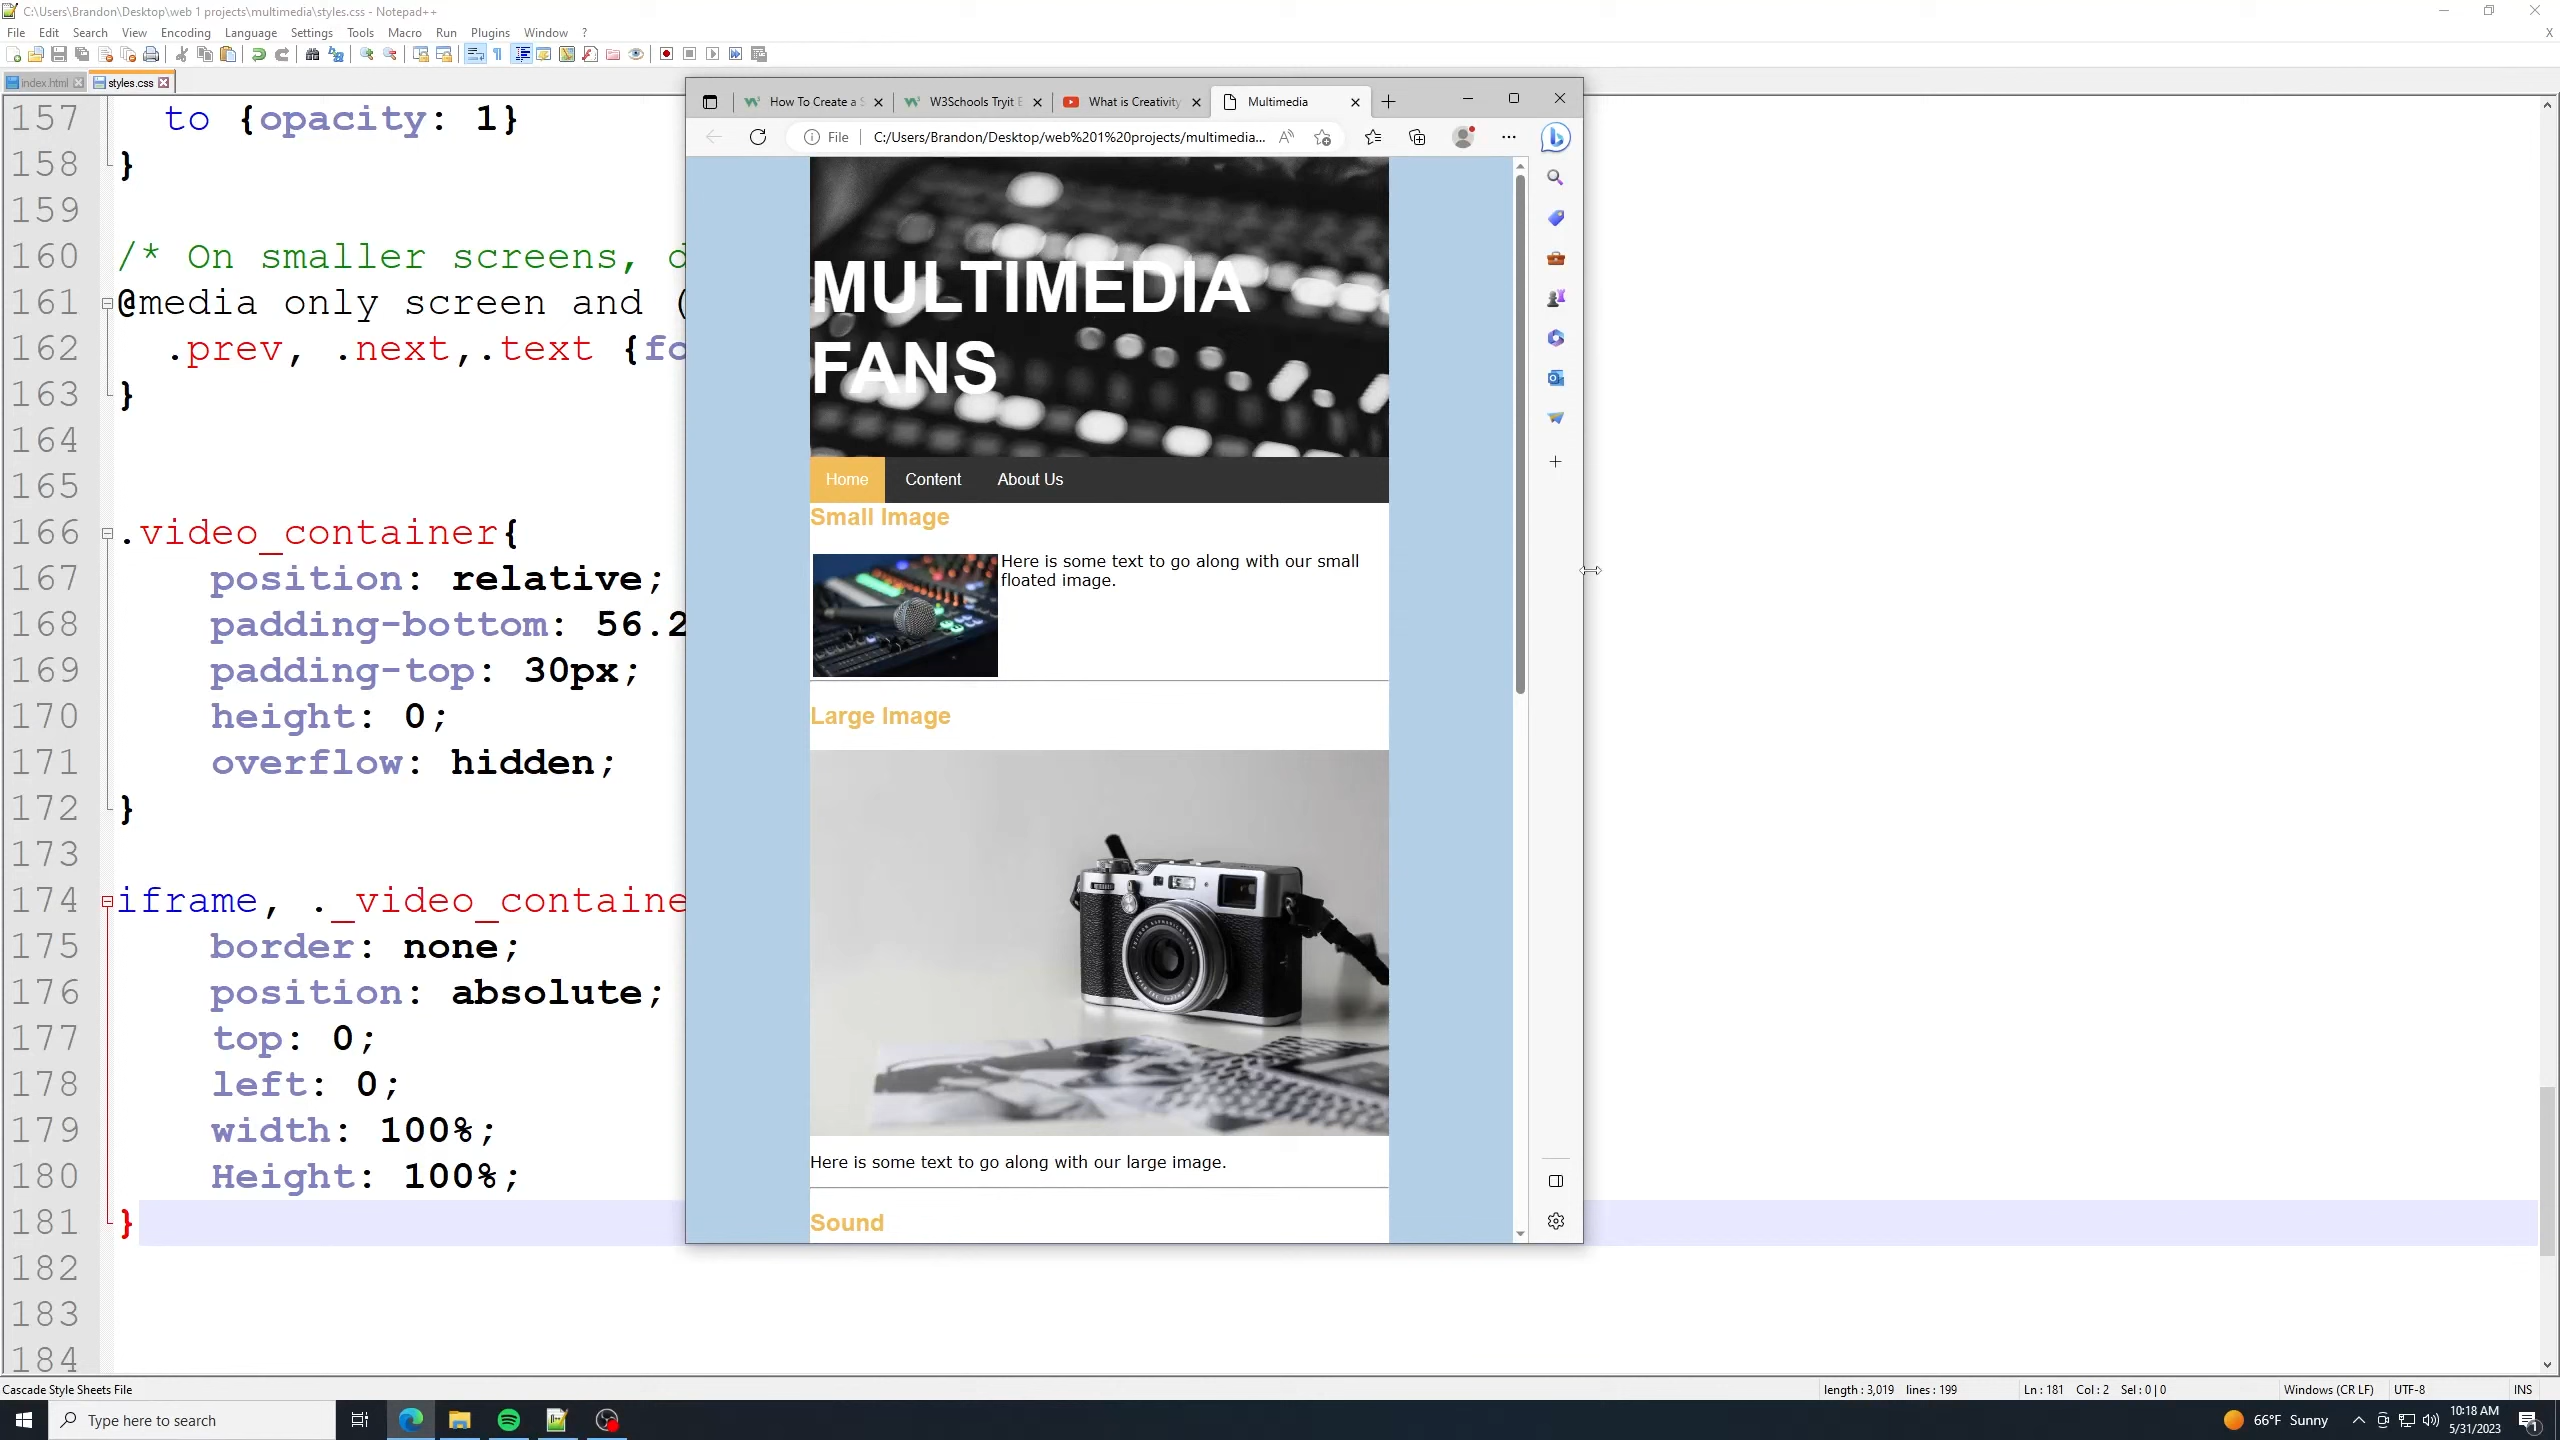 C:\Users\Brandon\Desktop\web 1 projects\multimedia\styles.css - Notepad++
File Edit Search View Encoding Language Settings Tools Macro Run Plugins Window ?
X
index.html styles.css
157 to {opacity: 1}
158 }
159
160 /* On smaller screens, d
161 @media only screen and (
162 .prev, .next,.text {fo
163 }
164
165
166 .video_container{
167 position: relative;
168 padding-bottom: 56.2
169 padding-top: 30px;
170 height: 0;
171 overflow: hidden;
172 }
173
174 iframe, ._video_containe
175 border: none;
176 position: absolute;
177 top: 0;
178 left: 0;
179 width: 100%;
180 Height: 100%;
181 }
182
183
184
How To Create a S W3Schools Tryit E What is Creativity Multimedia
File C:/Users/Brandon/Desktop/web%201%20projects/multimedia...
MULTIMEDIA
FANS
Home Content About Us
Small Image
Here is some text to go along with our small
floated image.
Large Image
Here is some text to go along with our large image.
Sound
Cascade Style Sheets File length : 3,019 lines : 199 Ln : 181 Col : 2 Sel : 0 | 0 Windows (CR LF) UTF-8 INS
Type here to search 66°F Sunny 10:18 AM
5/31/2023
1